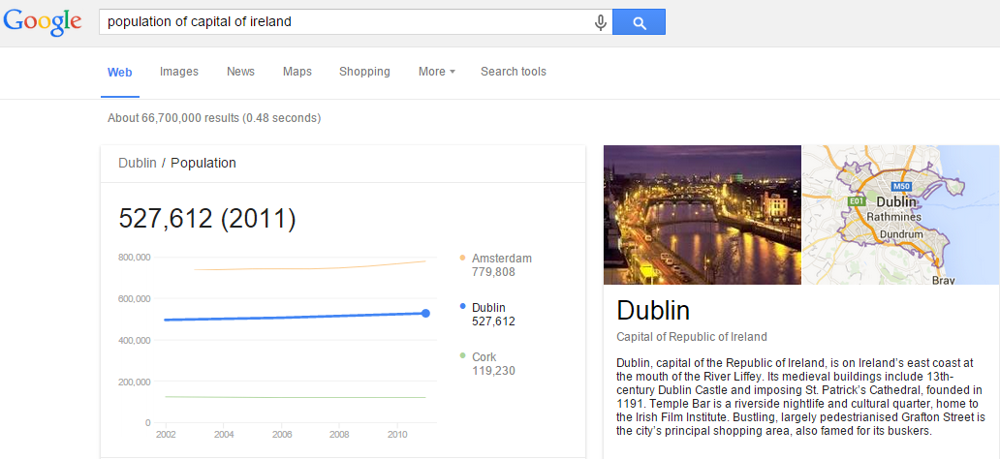 Google
population of capital of ireland
Web Images News Maps Shopping More Search tools
About 66,700,000 results (0.48 seconds)
Dublin / Population
527,612 (2011)
800,000
600,000
400,000
200,000
0
2002 2004 2006 2008 2010
Amsterdam
779,808
Dublin
527,612
Cork
119,230
M50
E01
Dublin
Rathmines
Dundrum
Bray
Dublin
Capital of Republic of Ireland
Dublin, capital of the Republic of Ireland, is on Ireland's east coast at
the mouth of the River Liffey. Its medieval buildings include 13th-
century Dublin Castle and imposing St. Patrick's Cathedral, founded in
1191. Temple Bar is a riverside nightlife and cultural quarter, home to
the Irish Film Institute. Bustling, largely pedestrianised Grafton Street is
the city's principal shopping area, also famed for its buskers.